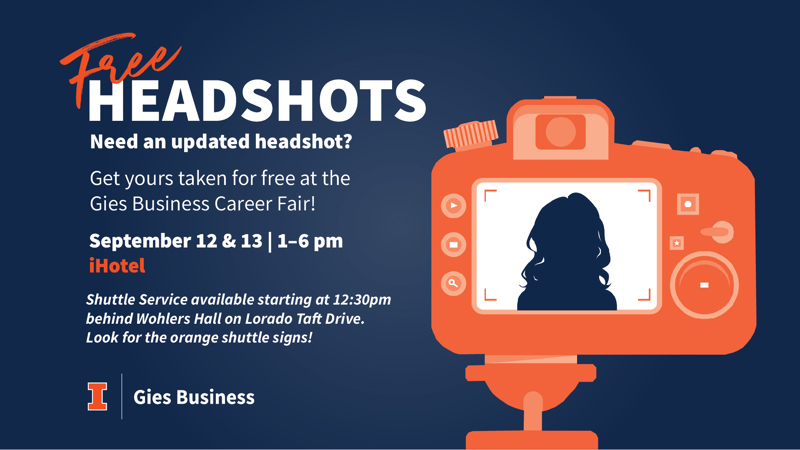 Free
HEADSHOTS
Need an updated headshot?
Get yours taken for free at the
Gies Business Career Fair!
September 12 & 13 | 1–6 pm
iHotel
Shuttle Service available starting at 12:30pm
behind Wohlers Hall on Lorado Taft Drive.
Look for the orange shuttle signs!
I
Gies Business